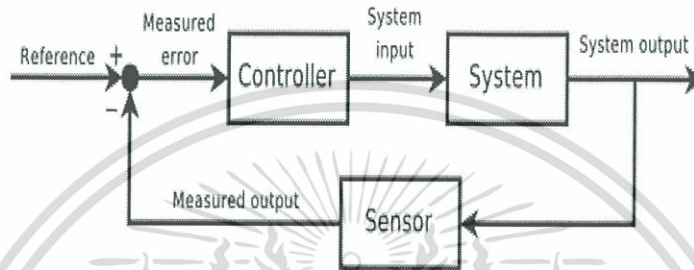 Reference
+
Measured
error
Controller
System
input
System
System output
−
Measured output
Sensor